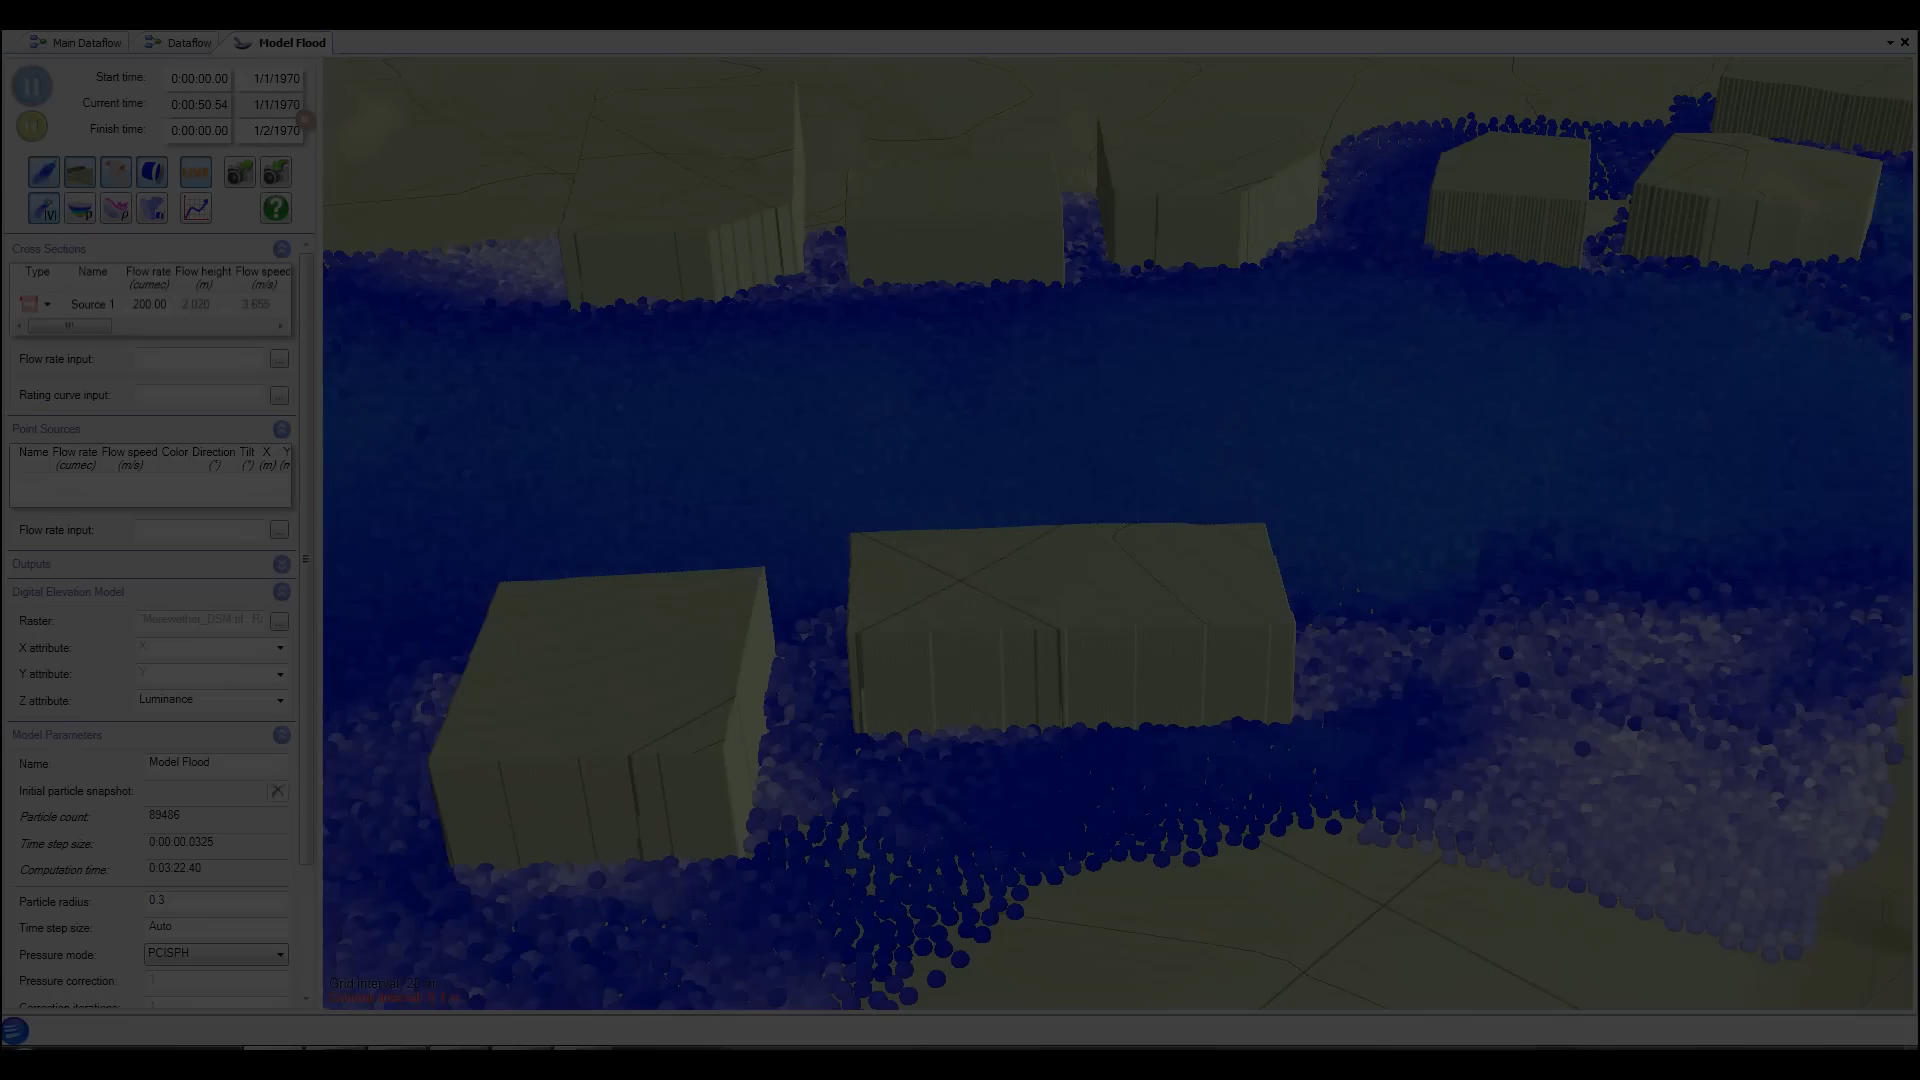 Main Dataflow
Dataflow
Model Flood
Start time: 0:00:00.00 1/1/1970
Current time: 0:00:50.54 1/1/1970
Finish time: 0:00:00.00 1/2/1970
LIVE
Cross Sections
Type Name Flow rate Flow height Flow speed
(cumec) (m) (m/s)
Source 1 200.00 2.020 3.655
Flow rate input:
Rating curve input:
Point Sources
Name Flow rate Flow speed Color Direction Tilt X Y
(cumec) (m/s) (°) (°) (m) (m
Flow rate input:
Outputs
Digital Elevation Model
Raster: Merewether_DSM.tif
X attribute: X
Y attribute: Y
Z attribute: Luminance
Model Parameters
Name: Model Flood
Initial particle snapshot:
Particle count: 89486
Time step size: 0:00:00.0325
Computation time: 0:03:22.40
Particle radius: 0.3
Time step size: Auto
Pressure mode: PCISPH
Pressure correction: 1
Correction iterations:
Grid interval: 20 m